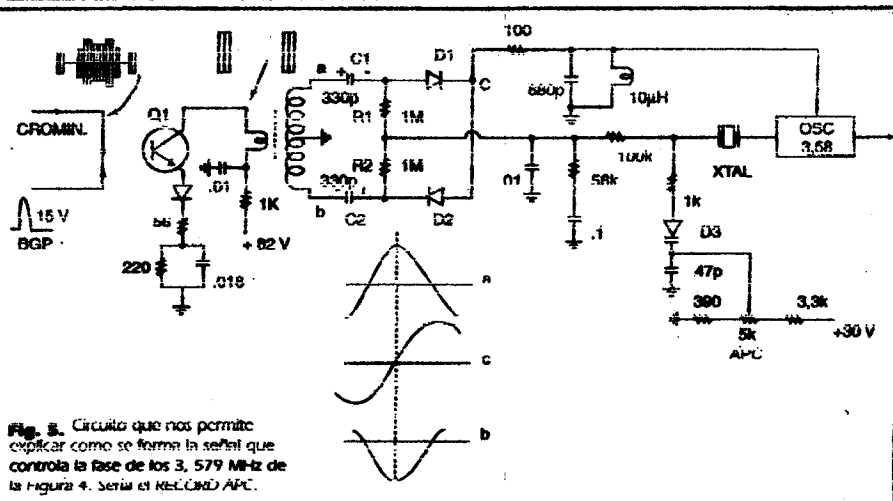 100
C1
D1
a
+
-
C
330p
680p
10µH
CROMIN.
Q1
R1
1M
OSC
3,58
R2
1M
100k
XTAL
.01
330p
01
56k
1k
15 V
BGP
56
1K
b
C2
D2
D3
+ 82 V
.1
220
.018
47p
390
3,3k
5k
+30 V
APC
a
c
b
Fig. 5. Circuito que nos permite
explicar como se forma la señal que
controla la fase de los 3, 579 MHz de
la Figura 4. Sería el RECORD APC.